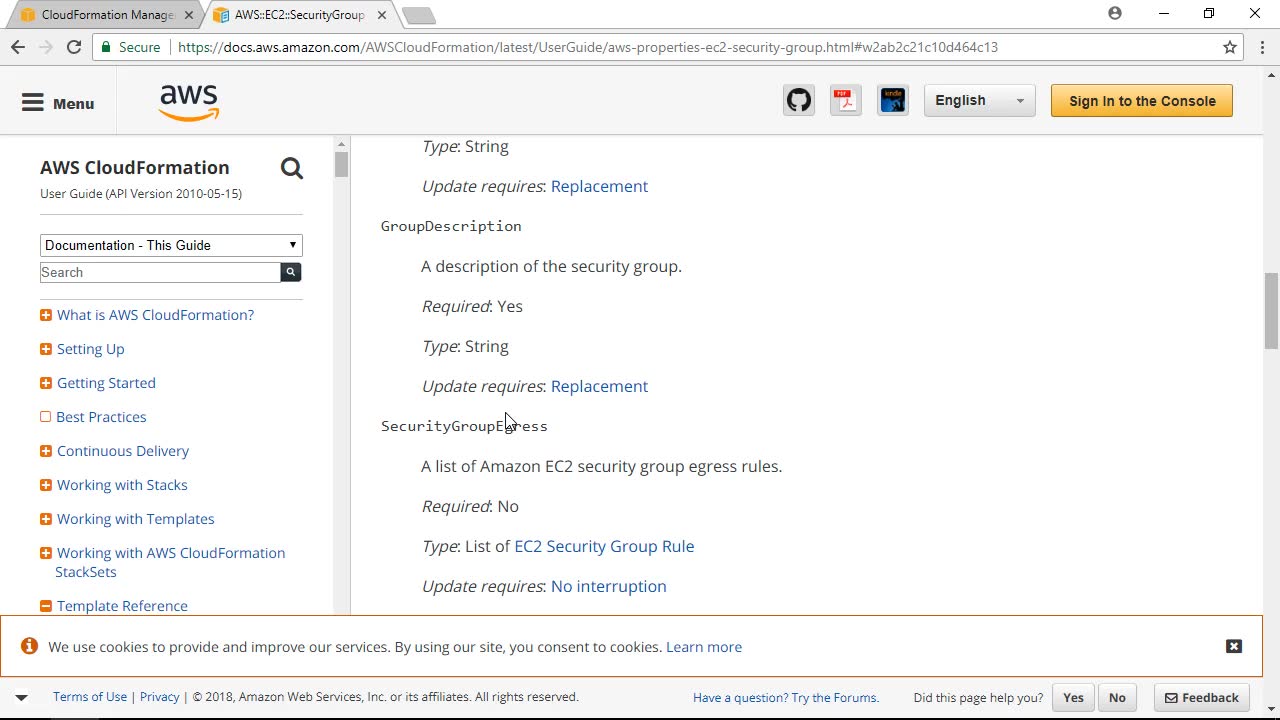 CloudFormation Manage
AWS::EC2::SecurityGroup
Secure
https://docs.aws.amazon.com/AWSCloudFormation/latest/UserGuide/aws-properties-ec2-security-group.html#w2ab2c21c10d464c13
Menu
aws
PDF
kindle
English
Sign In to the Console
AWS CloudFormation
User Guide (API Version 2010-05-15)
Documentation - This Guide
Search
What is AWS CloudFormation?
Setting Up
Getting Started
Best Practices
Continuous Delivery
Working with Stacks
Working with Templates
Working with AWS CloudFormation
StackSets
Template Reference
Type: String
Update requires: Replacement
GroupDescription
A description of the security group.
Required: Yes
Type: String
Update requires: Replacement
SecurityGroupEgress
A list of Amazon EC2 security group egress rules.
Required: No
Type: List of EC2 Security Group Rule
Update requires: No interruption
We use cookies to provide and improve our services. By using our site, you consent to cookies. Learn more
Terms of Use | Privacy | © 2018, Amazon Web Services, Inc. or its affiliates. All rights reserved.
Have a question? Try the Forums.
Did this page help you?
Yes
No
Feedback